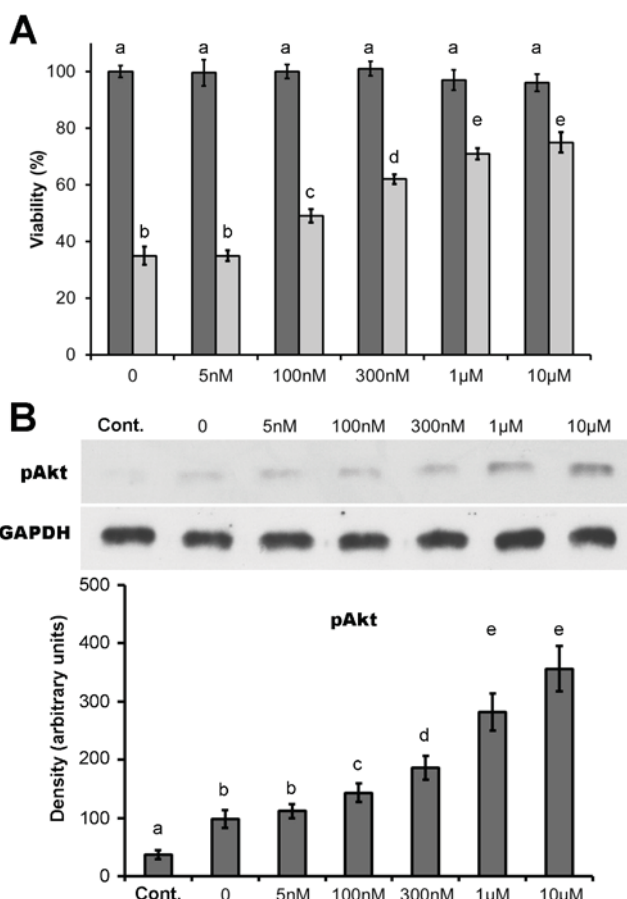 A
a a a a a a
100
e e
80
d
60
c
b b
40
20
0
Viability (%)
0 5nM 100nM 300nM 1µM 10µM
B
Cont. 0 5nM 100nM 300nM 1µM 10µM
pAkt
GAPDH
500
pAkt
e e
400
d
300
c
b b
200
a
100
0
Density (arbitrary units)
Cont. 0 5nM 100nM 300nM 1µM 10µM